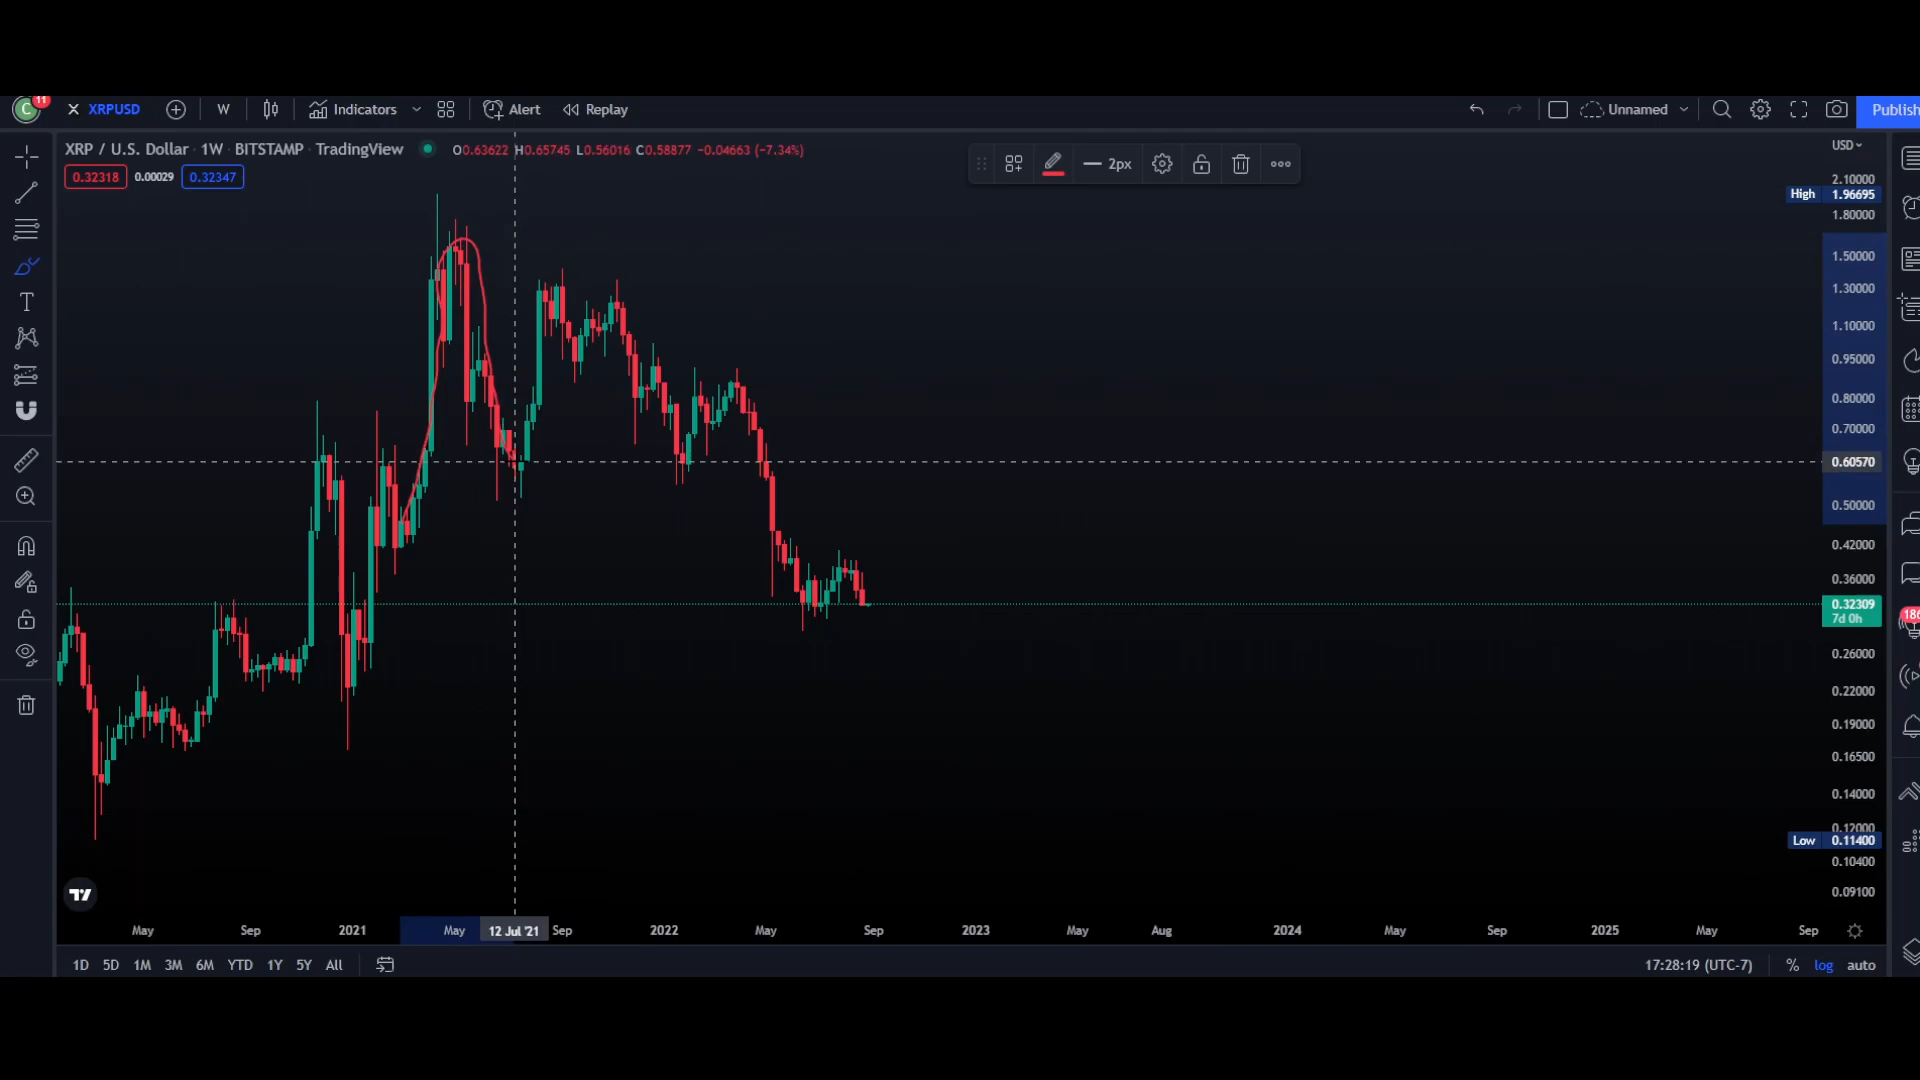 C 11 XRPUSD W Indicators Alert Replay Unnamed Publish
XRP / U.S. Dollar · 1W · BITSTAMP · TradingView O0.63622 H0.65745 L0.56016 C0.58877 -0.04663 (-7.34%)
0.32318 0.00029 0.32347
2px
USD
2.10000
High 1.96695
1.80000
1.50000
1.30000
1.10000
0.95000
0.80000
0.70000
0.60570
0.50000
0.42000
0.36000
0.32309
7d 0h
186
0.26000
0.22000
0.19000
0.16500
0.14000
0.12000
Low 0.11400
0.10400
0.09100
May Sep 2021 May 12 Jul '21 Sep 2022 May Sep 2023 May Aug 2024 May Sep 2025 May Sep
1D 5D 1M 3M 6M YTD 1Y 5Y All 17:28:19 (UTC-7) % log auto